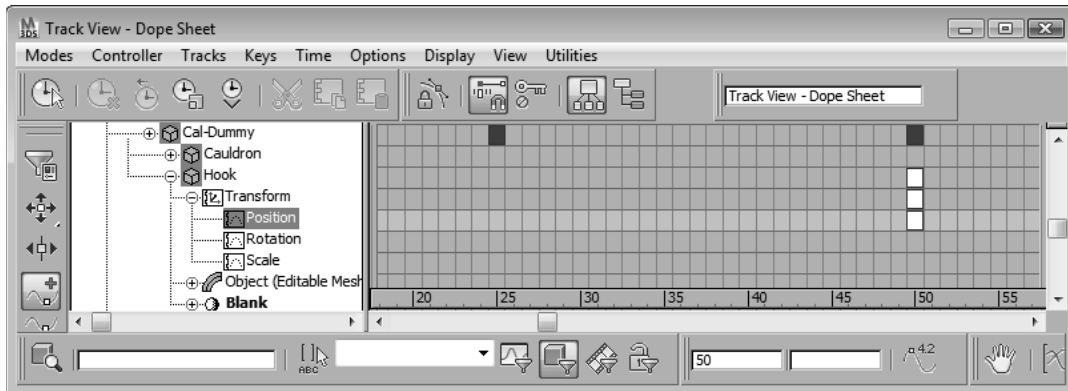 Track View - Dope Sheet
Modes Controller Tracks Keys Time Options Display View Utilities
Track View - Dope Sheet
Cal-Dummy
Cauldron
Hook
Transform
Position
Rotation
Scale
Object (Editable Mesh
Blank
20 25 30 35 40 45 50 55
ABC
50
4.2